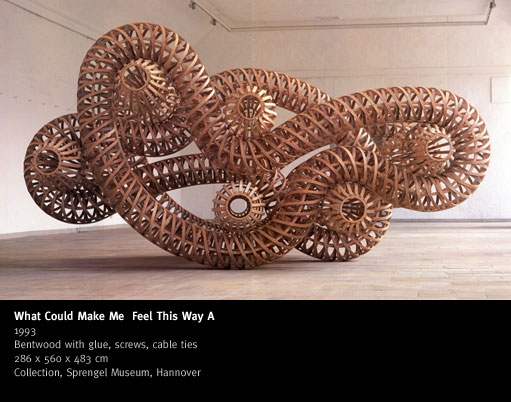 What Could Make Me  Feel This Way A
1993
Bentwood with glue, screws, cable ties
286 x 560 x 483 cm
Collection, Sprengel Museum, Hannover